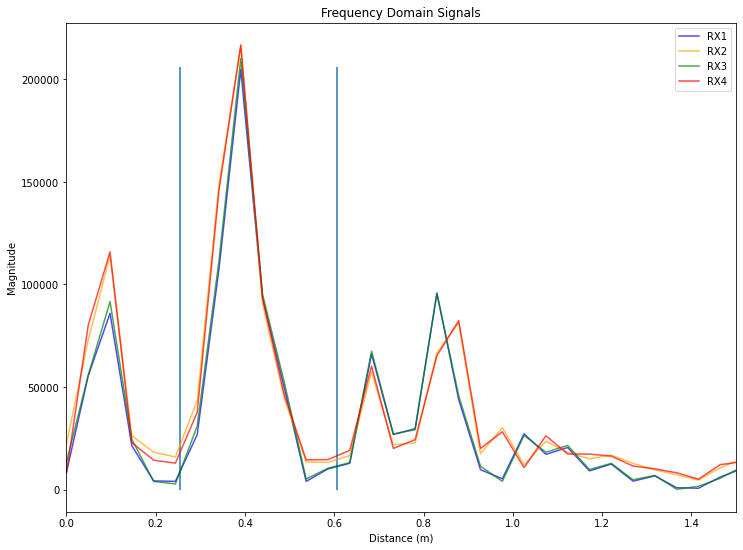 Frequency Domain Signals
RX1
RX2
RX3
RX4
200000
150000
100000
50000
0
Magnitude
0.0 0.2 0.4 0.6 0.8 1.0 1.2 1.4
Distance (m)